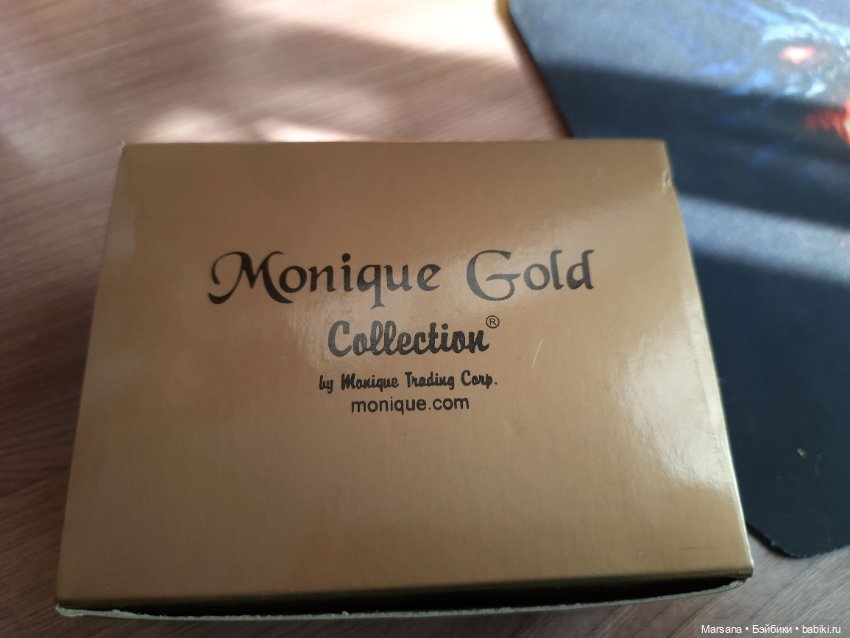 Monique Gold
Collection®
by Monique Trading Corp.
monique.com
Marsana • Бэйбики • babiki.ru